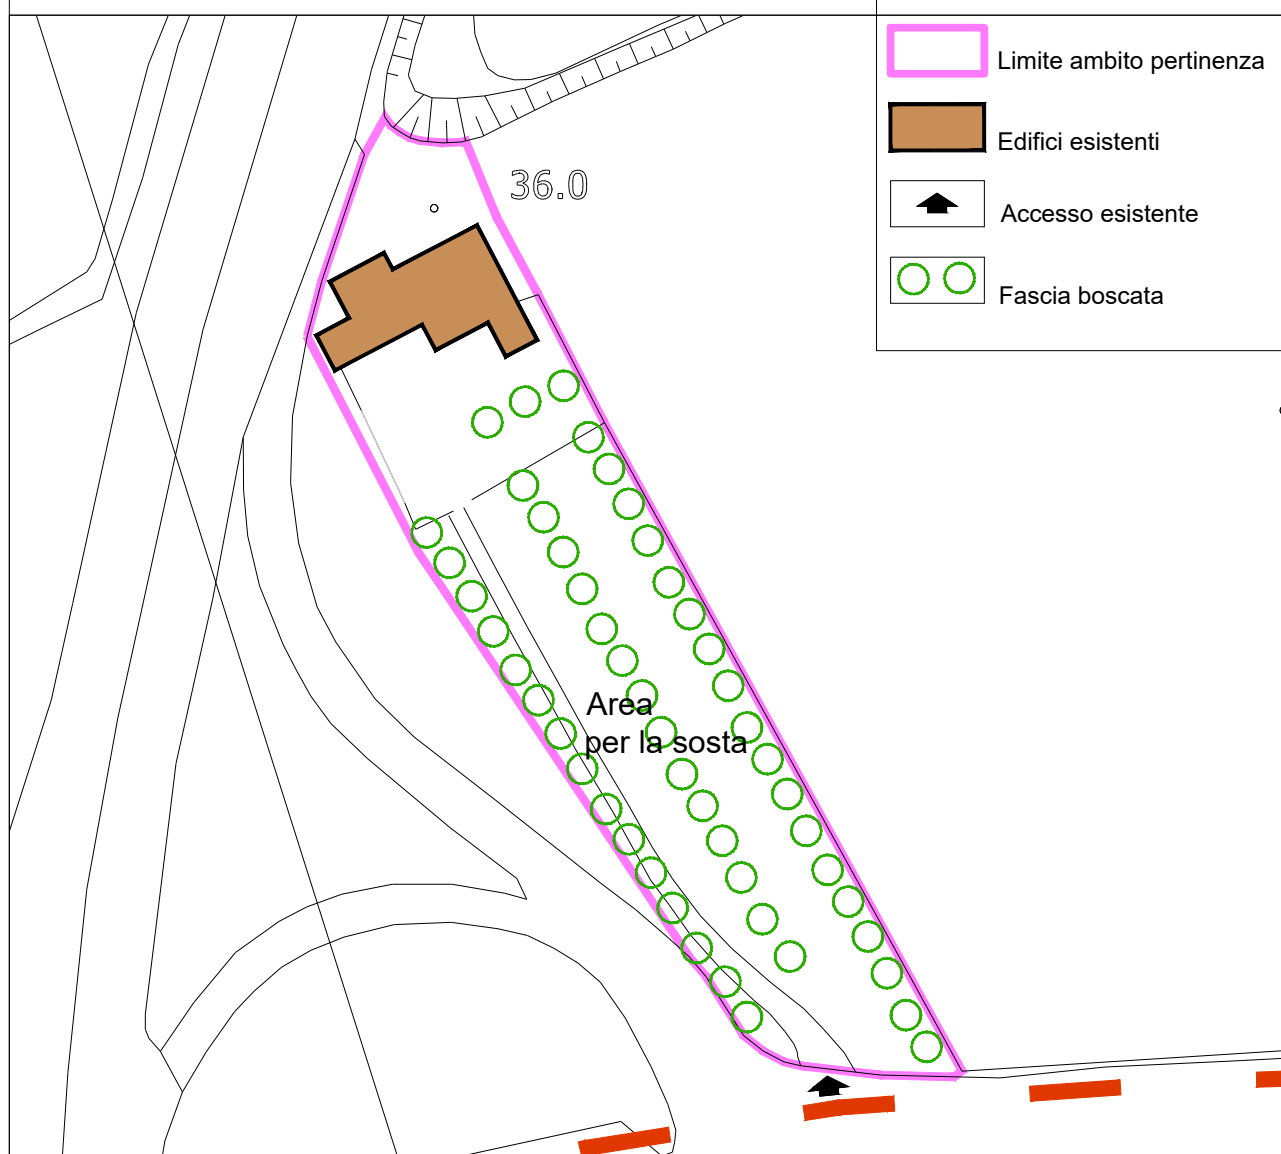 Limite ambito pertinenza
Edifici esistenti
Accesso esistente
Fascia boscata
36.0
Area
per la sosta